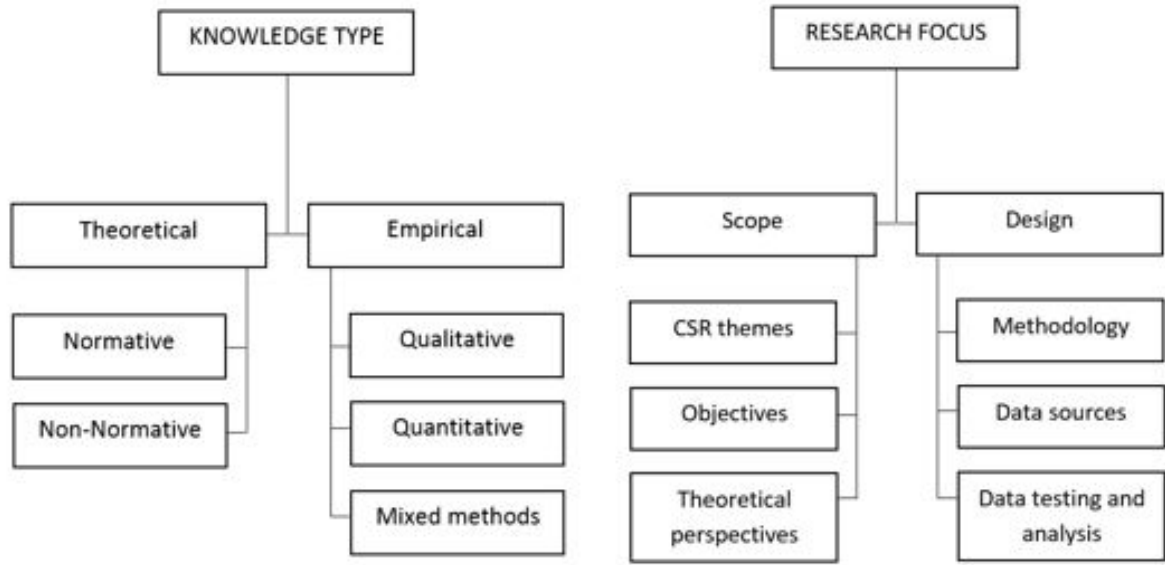 KNOWLEDGE TYPE
Theoretical
Empirical
Normative
Non-Normative
Qualitative
Quantitative
Mixed methods
RESEARCH FOCUS
Scope
Design
CSR themes
Objectives
Theoretical
perspectives
Methodology
Data sources
Data testing and
analysis